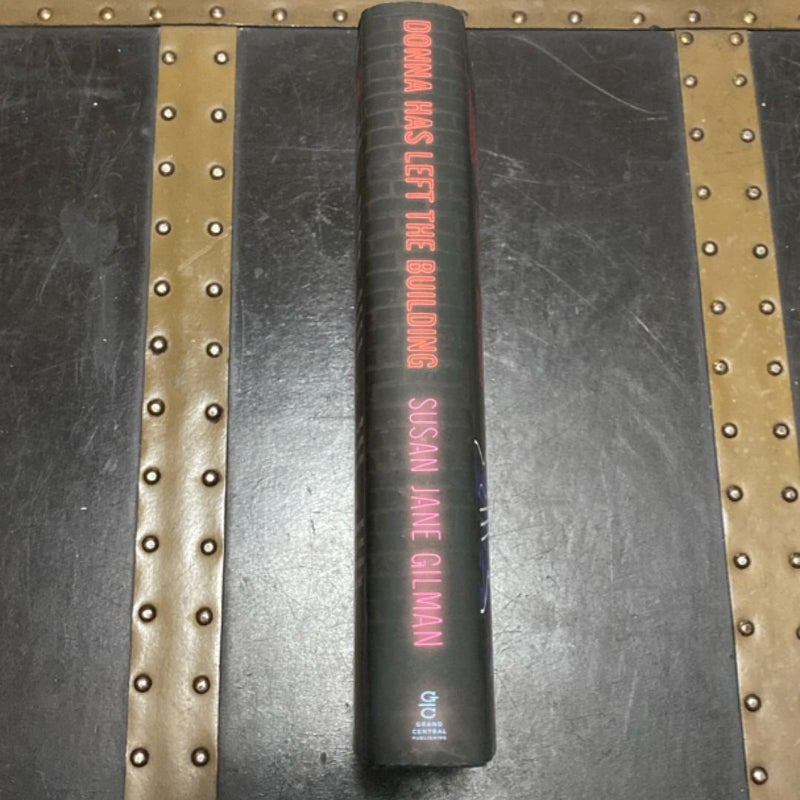 DONNA HAS LEFT THE BUILDING
SUSAN JANE GILMAN
GRAND
CENTRAL
PUBLISHING